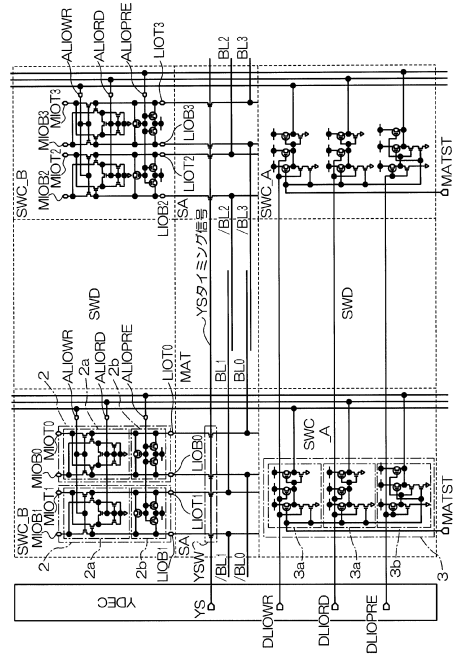 ALIOWR
ALIORD
ALIOPRE
LIOT3
BL2
BL3
SWC_B
MIOB3
MIOT3
MIOB2
MIOT2
LIOB3
LIOT2
LIOB2
SA
/BL2
/BL3
YSタイミング信号
SWC_A
MATST
SWD
MAT
SWD
2
ALIOWR
2a
ALIORD
2b
ALIOPRE
LIOT0
BL1
BL0
SWC_B
MIOB0
MIOT0
MIOB1
MIOT1
LIOB0
LIOT1
LIOB1
SA
YSW
/BL1
/BL0
2
2a
2b
SWC_A
3a
3a
3b
3
MATST
YDEC
YS
DLIOWR
DLIORD
DLIOPRE